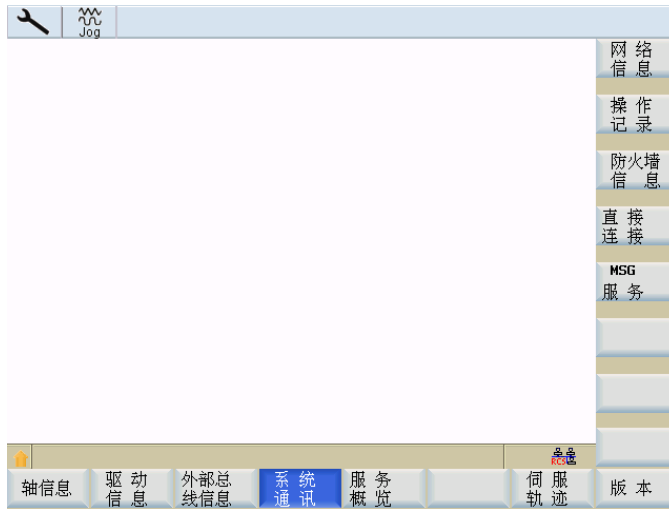 Jog
网络
信息
操作
记录
防火墙
信息
直接
连接
MSG
服务
RCS
轴信息
驱动
信息
外部总
线信息
系统
通讯
服务
概览
伺服
轨迹
版本